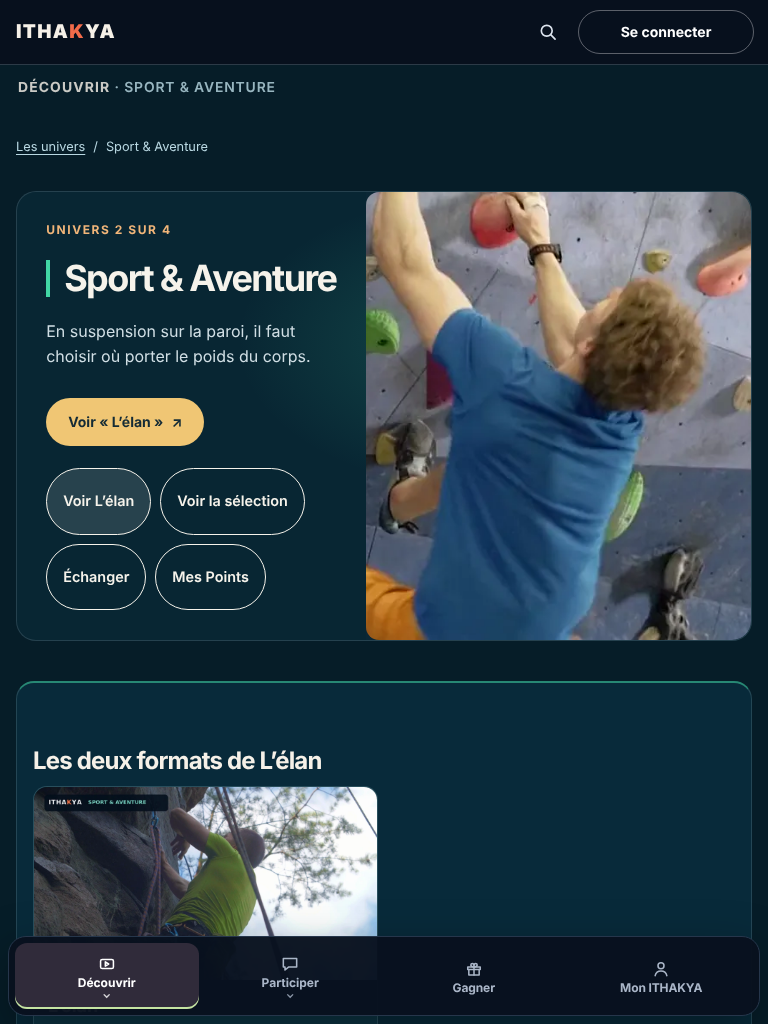 ITHAKYA
Se connecter
DÉCOUVRIR · SPORT & AVENTURE
Les univers / Sport & Aventure
UNIVERS 2 SUR 4
Sport & Aventure
En suspension sur la paroi, il faut
choisir où porter le poids du corps.
Voir « L’élan »
Voir L’élan
Voir la sélection
Échanger
Mes Points
Les deux formats de L’élan
ITHAKYA SPORT & AVENTURE
Découvrir
Participer
Gagner
Mon ITHAKYA